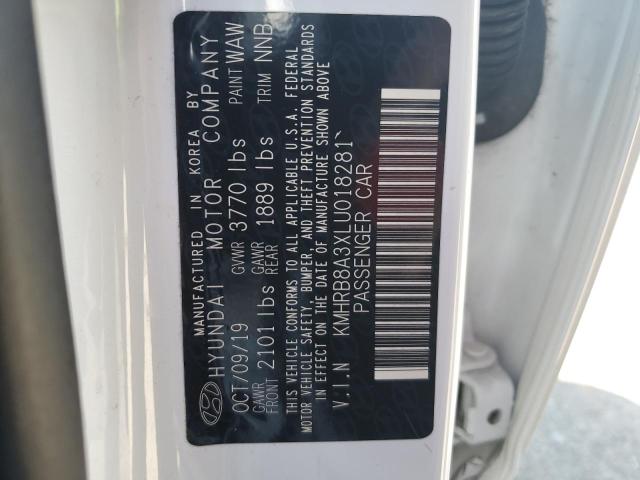 MANUFACTURED IN KOREA BY
HYUNDAI MOTOR COMPANY
OCT/09/19 GVWR 3770 lbs PAINT WAW
GAWR FRONT 2101 lbs GAWR REAR 1889 lbs TRIM NNB
THIS VEHICLE CONFORMS TO ALL APPLICABLE U.S.A. FEDERAL
MOTOR VEHICLE SAFETY, BUMPER, AND THEFT PREVENTION STANDARDS
IN EFFECT ON THE DATE OF MANUFACTURE SHOWN ABOVE
V.I.N KMHRB8A3XLU018281
PASSENGER CAR